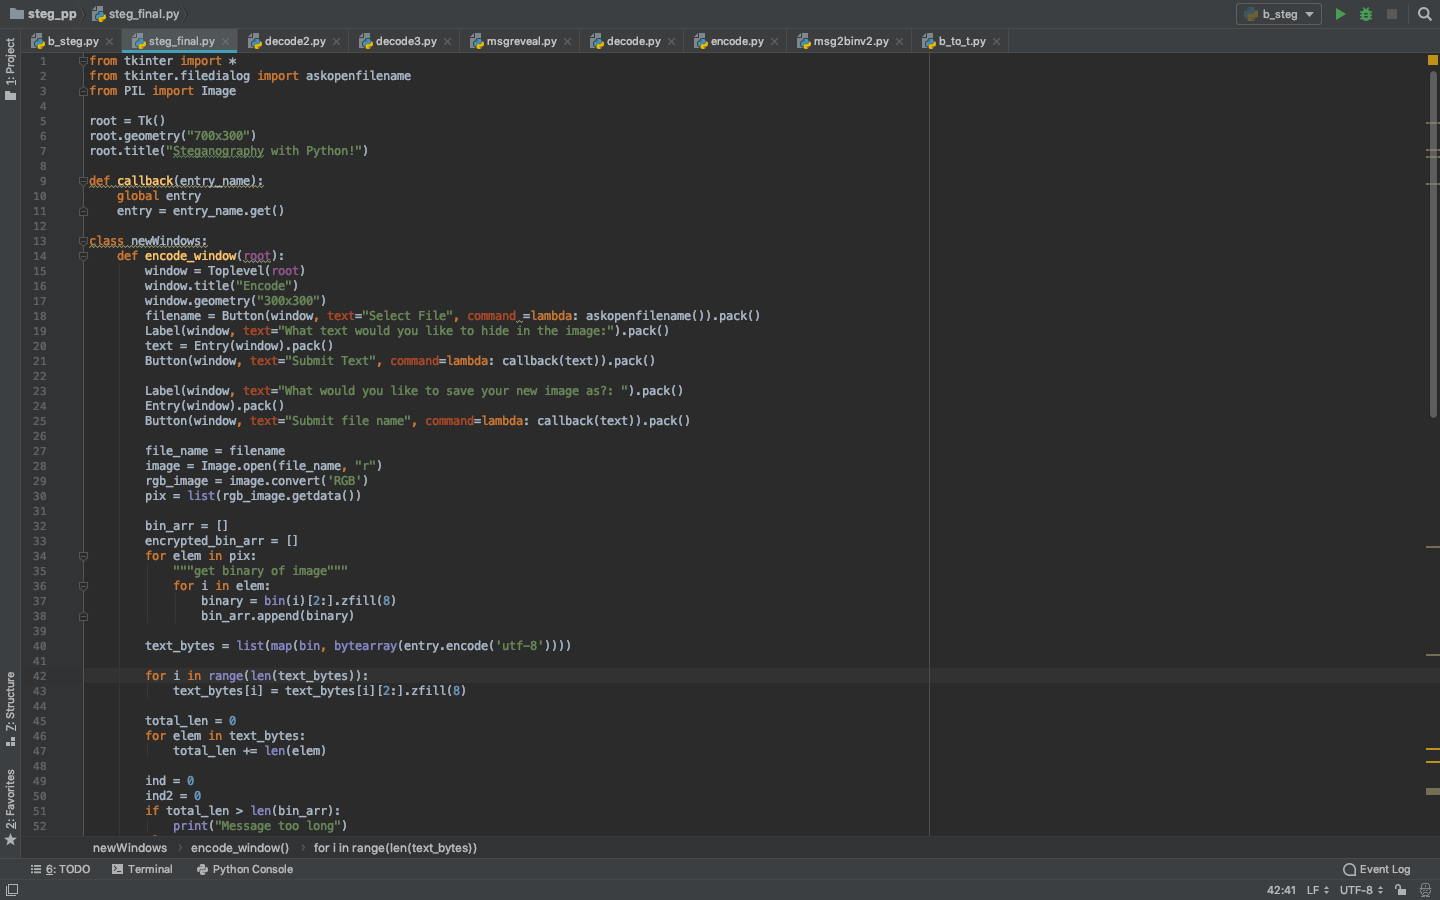 steg_pp steg_final.py b_steg
b_steg.py steg_final.py decode2.py decode3.py msgreveal.py decode.py encode.py msg2binv2.py b_to_t.py
1: Project
Z: Structure
2: Favorites
1 from tkinter import *
2 from tkinter.filedialog import askopenfilename
3 from PIL import Image
4
5 root = Tk()
6 root.geometry("700x300")
7 root.title("Steganography with Python!")
8
9 def callback(entry_name):
10 global entry
11 entry = entry_name.get()
12
13 class newWindows:
14 def encode_window(root):
15 window = Toplevel(root)
16 window.title("Encode")
17 window.geometry("300x300")
18 filename = Button(window, text="Select File", command =lambda: askopenfilename()).pack()
19 Label(window, text="What text would you like to hide in the image:").pack()
20 text = Entry(window).pack()
21 Button(window, text="Submit Text", command=lambda: callback(text)).pack()
22
23 Label(window, text="What would you like to save your new image as?: ").pack()
24 Entry(window).pack()
25 Button(window, text="Submit file name", command=lambda: callback(text)).pack()
26
27 file_name = filename
28 image = Image.open(file_name, "r")
29 rgb_image = image.convert('RGB')
30 pix = list(rgb_image.getdata())
31
32 bin_arr = []
33 encrypted_bin_arr = []
34 for elem in pix:
35 """get binary of image"""
36 for i in elem:
37 binary = bin(i)[2:].zfill(8)
38 bin_arr.append(binary)
39
40 text_bytes = list(map(bin, bytearray(entry.encode('utf-8'))))
41
42 for i in range(len(text_bytes)):
43 text_bytes[i] = text_bytes[i][2:].zfill(8)
44
45 total_len = 0
46 for elem in text_bytes:
47 total_len += len(elem)
48
49 ind = 0
50 ind2 = 0
51 if total_len > len(bin_arr):
52 print("Message too long")
newWindows encode_window() for i in range(len(text_bytes))
6: TODO Terminal Python Console Event Log
42:41 LF UTF-8